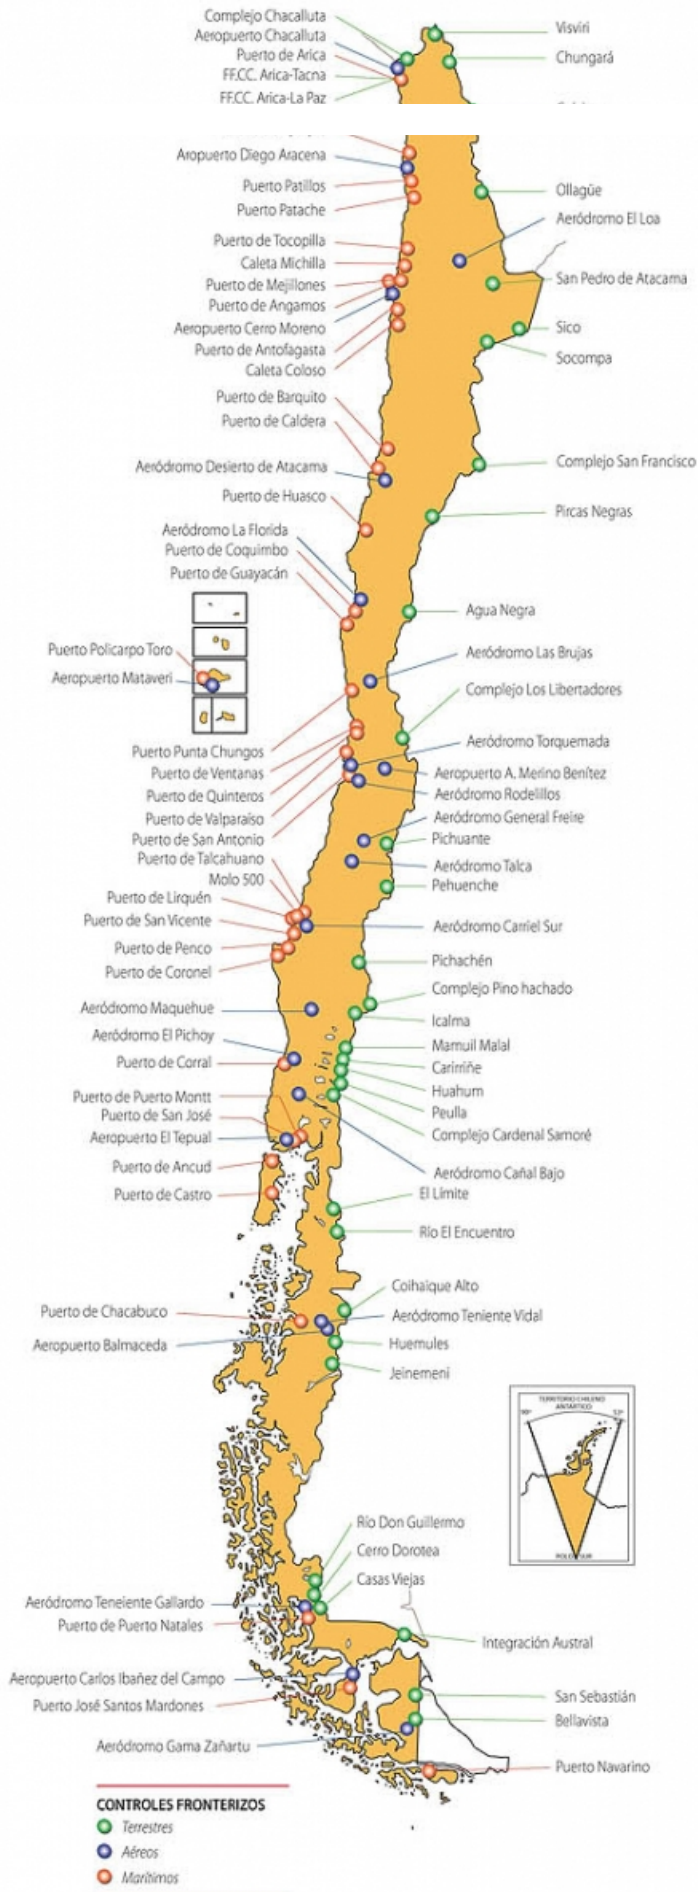 Complejo Chacalluta
Aeropuerto Chacalluta
Puerto de Arica
FF.CC. Arica-Tacna
FF.CC. Arica-La Paz
Visviri
Chungará
Aropuerto Diego Aracena
Puerto Patillos
Puerto Patache
Ollagüe
Aeródromo El Loa
Puerto de Tocopilla
Caleta Michilla
Puerto de Mejillones
Puerto de Angamos
Aeropuerto Cerro Moreno
Puerto de Antofagasta
Caleta Coloso
San Pedro de Atacama
Sico
Socompa
Puerto de Barquito
Puerto de Caldera
Aeródromo Desierto de Atacama
Puerto de Huasco
Complejo San Francisco
Pircas Negras
Aeródromo La Florida
Puerto de Coquimbo
Puerto de Guayacán
Agua Negra
Puerto Policarpo Toro
Aeropuerto Mataveri
Aeródromo Las Brujas
Complejo Los Libertadores
Puerto Punta Chungos
Puerto de Ventanas
Puerto de Quinteros
Puerto de Valparaiso
Puerto de San Antonio
Puerto de Talcahuano
Molo 500
Puerto de Lirquén
Puerto de San Vicente
Puerto de Penco
Puerto de Coronel
Aeródromo Torquemada
Aeropuerto A. Merino Benítez
Aeródromo Rodelillos
Aeródromo General Freire
Pichuante
Aeródromo Talca
Pehuenche
Aeródromo Carriel Sur
Pichachén
Complejo Pino hachado
Icalma
Mamuil Malal
Carirriñe
Huahum
Peulla
Complejo Cardenal Samoré
Aeródromo Cañal Bajo
Aeródromo Maquehue
Aeródromo El Pichoy
Puerto de Corral
Puerto de Puerto Montt
Puerto de San José
Aeropuerto El Tepual
Puerto de Ancud
Puerto de Castro
El Límite
Río El Encuentro
Puerto de Chacabuco
Aeropuerto Balmaceda
Coihaique Alto
Aeródromo Teniente Vidal
Huemules
Jeinemeni
TERRITORIO CHILENO
ANTÁRTICO
90°
53°
POLO SUR
Río Don Guillermo
Cerro Dorotea
Casas Viejas
Aeródromo Teneiente Gallardo
Puerto de Puerto Natales
Integración Austral
Aeropuerto Carlos Ibañez del Campo
Puerto José Santos Mardones
San Sebastián
Bellavista
Aeródromo Gama Zañartu
Puerto Navarino
CONTROLES FRONTERIZOS
Terrestres
Aéreos
Marítimos